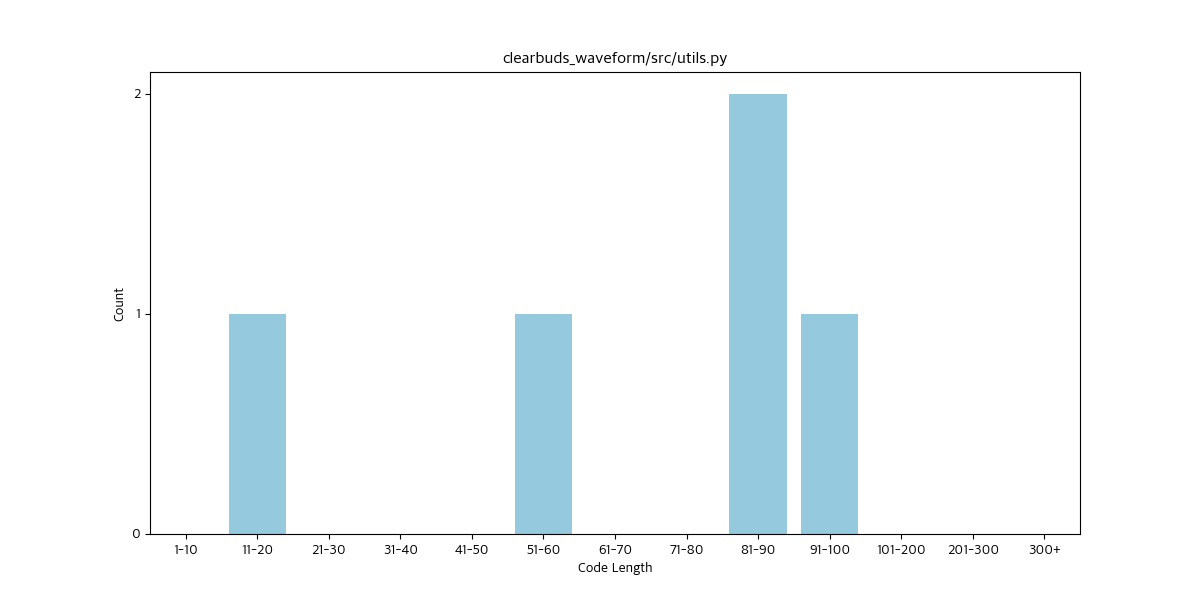 clearbuds_waveform/src/utils.py
2
1
0
Count
1-10 11-20 21-30 31-40 41-50 51-60 61-70 71-80 81-90 91-100 101-200 201-300 300+
Code Length